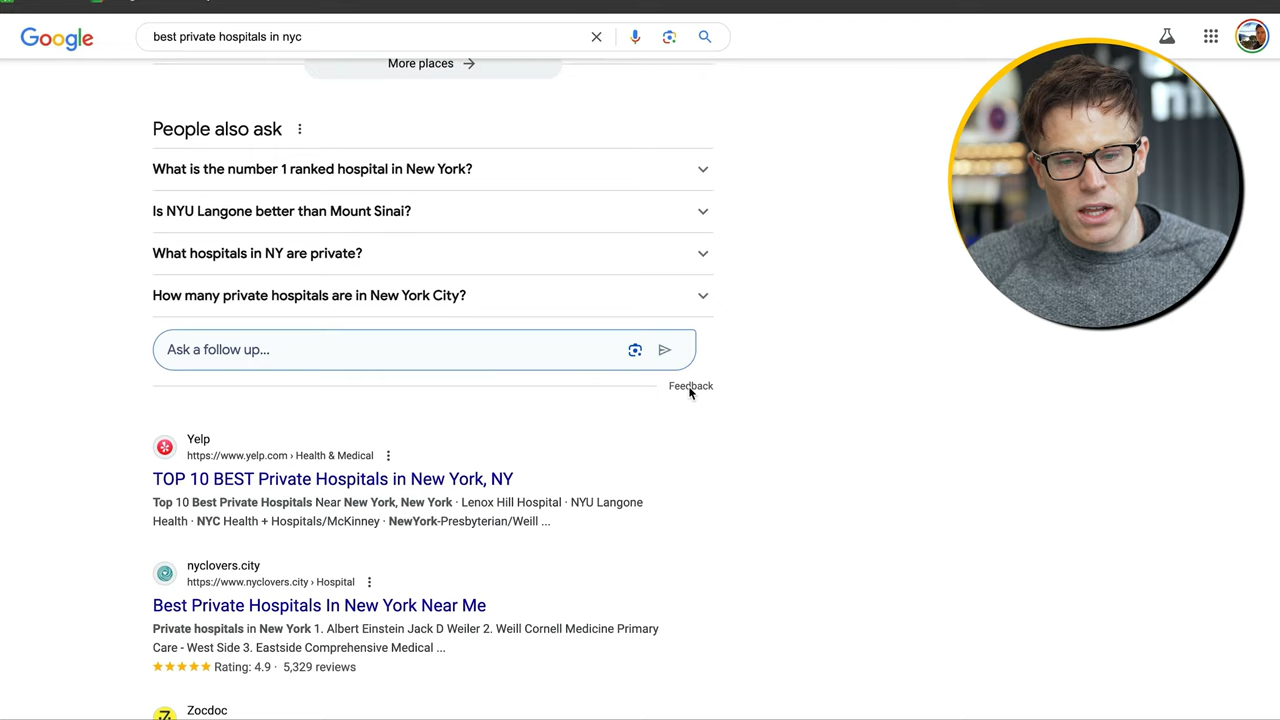 Google
best private hospitals in nyc
More places
People also ask
What is the number 1 ranked hospital in New York?
Is NYU Langone better than Mount Sinai?
What hospitals in NY are private?
How many private hospitals are in New York City?
Ask a follow up...
Feedback
Yelp
https://www.yelp.com › Health & Medical
TOP 10 BEST Private Hospitals in New York, NY
Top 10 Best Private Hospitals Near New York, New York · Lenox Hill Hospital · NYU Langone
Health · NYC Health + Hospitals/McKinney · NewYork-Presbyterian/Weill ...
nyclovers.city
https://www.nyclovers.city › Hospital
Best Private Hospitals In New York Near Me
Private hospitals in New York 1. Albert Einstein Jack D Weiler 2. Weill Cornell Medicine Primary
Care - West Side 3. Eastside Comprehensive Medical ...
Rating: 4.9 · 5,329 reviews
Zocdoc